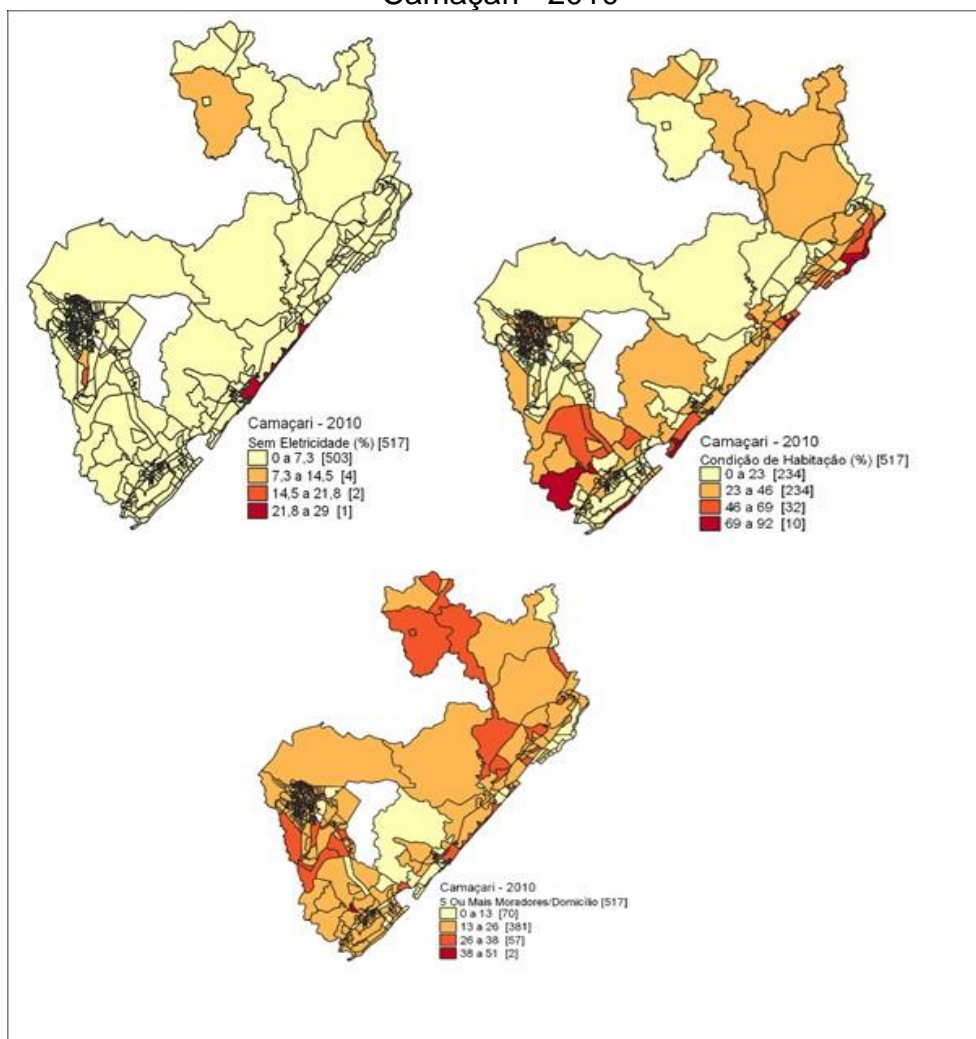 Camaçari - 2010
Camaçari - 2010
Sem Eletricidade (%) [517]
0 a 7,3 [503]
7,3 a 14,5 [4]
14,5 a 21,8 [2]
21,8 a 29 [1]
Camaçari - 2010
Condição de Habitação (%) [517]
0 a 23 [234]
23 a 46 [234]
46 a 69 [32]
69 a 92 [10]
Camaçari - 2010
5 Ou Mais Moradores/Domicílio [517]
0 a 13 [70]
13 a 26 [381]
26 a 38 [57]
38 a 51 [2]